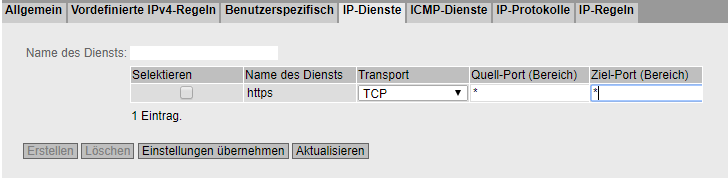 Allgemein Vordefinierte IPv4-Regeln Benutzerspezifisch IP-Dienste ICMP-Dienste IP-Protokolle IP-Regeln
Name des Diensts:
Selektieren Name des Diensts Transport Quell-Port (Bereich) Ziel-Port (Bereich)
https TCP * *
1 Eintrag.
Erstellen Löschen Einstellungen übernehmen Aktualisieren